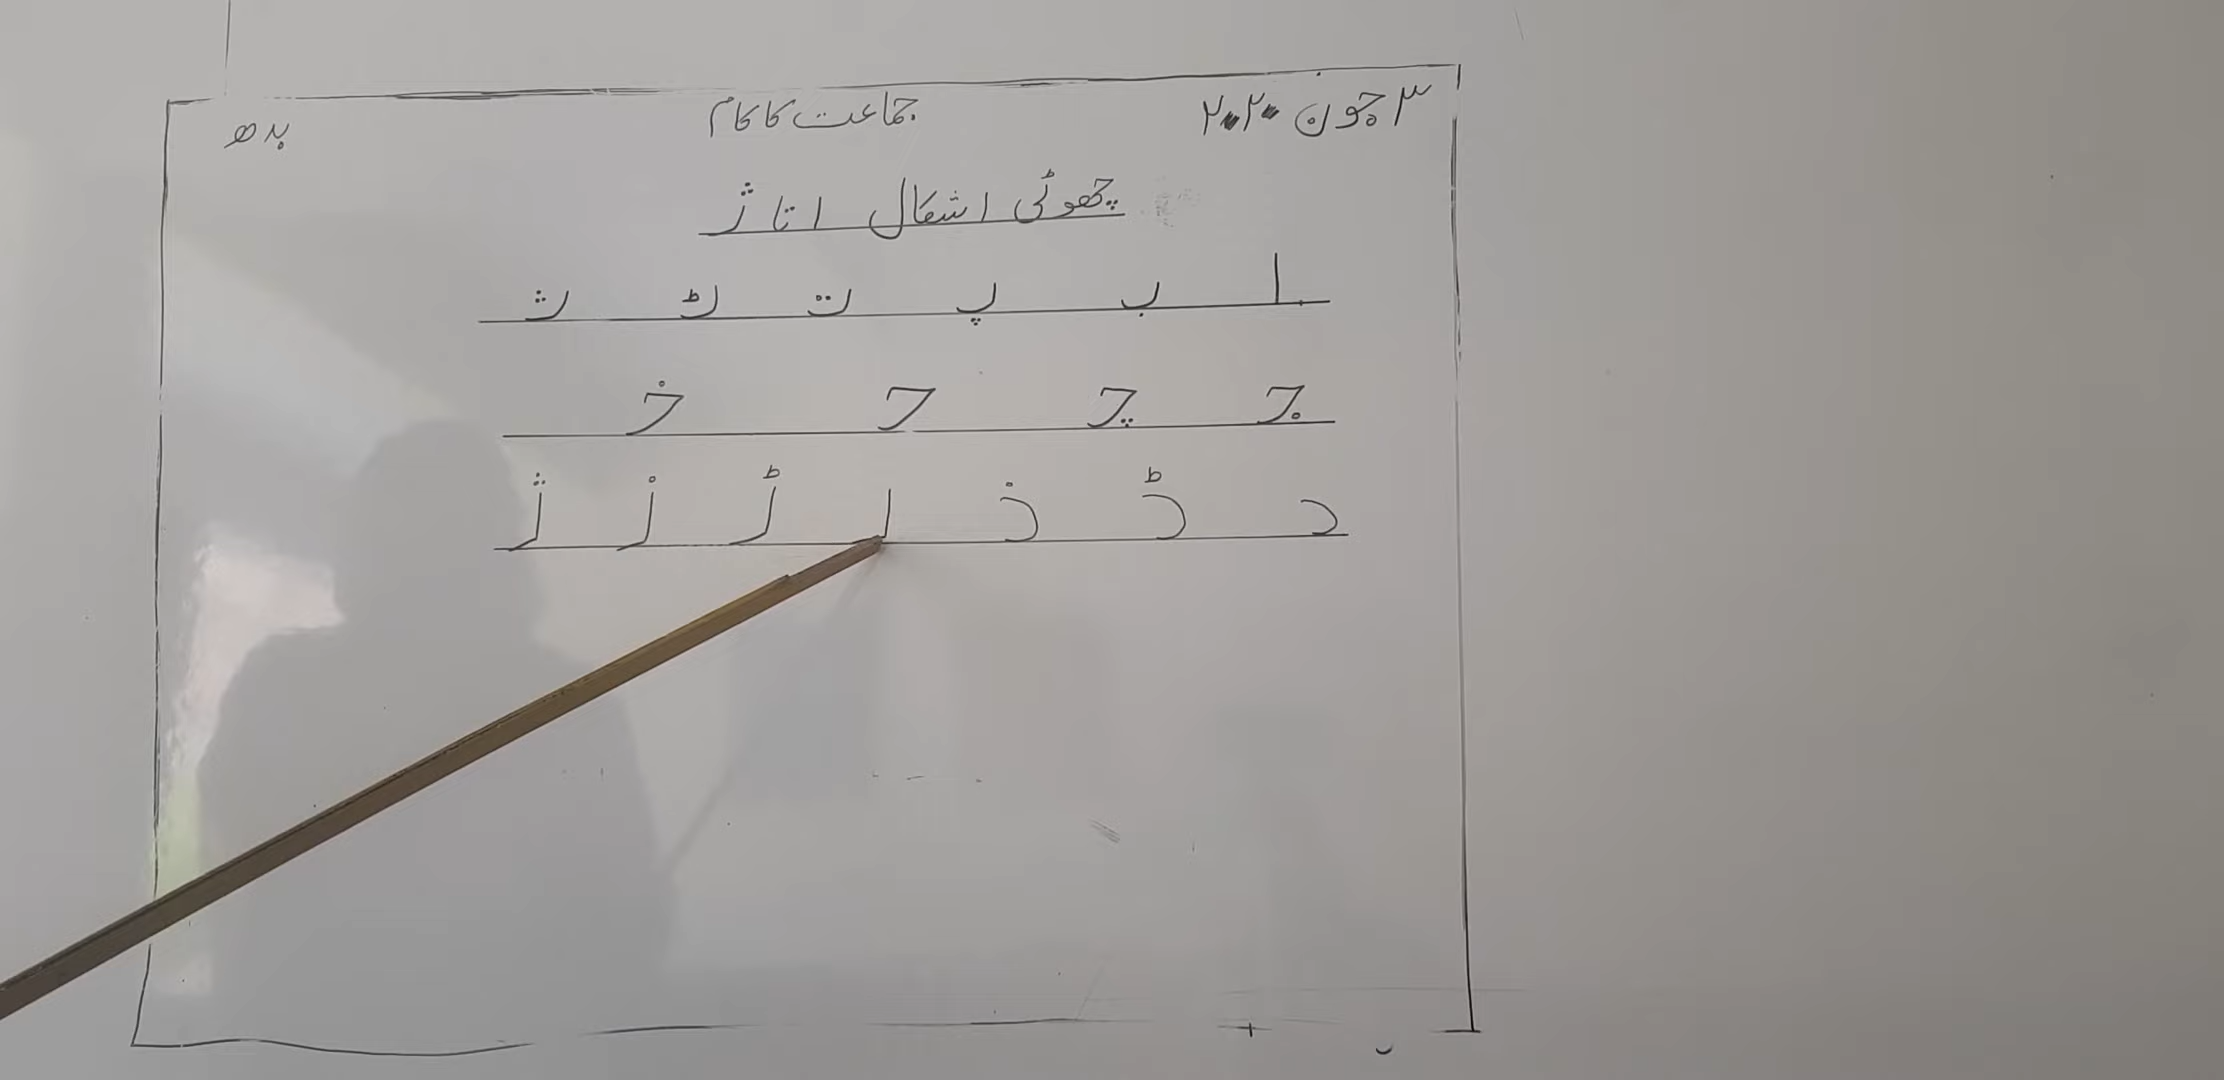 ۳ جون ۲۰۲۰ جماعت کا کام بدھ
چھوٹی اشکال ا تا ژ
ا ب پ ت ٹ ث
ج چ ح خ
د ڈ ذ ر ڑ ز ژ